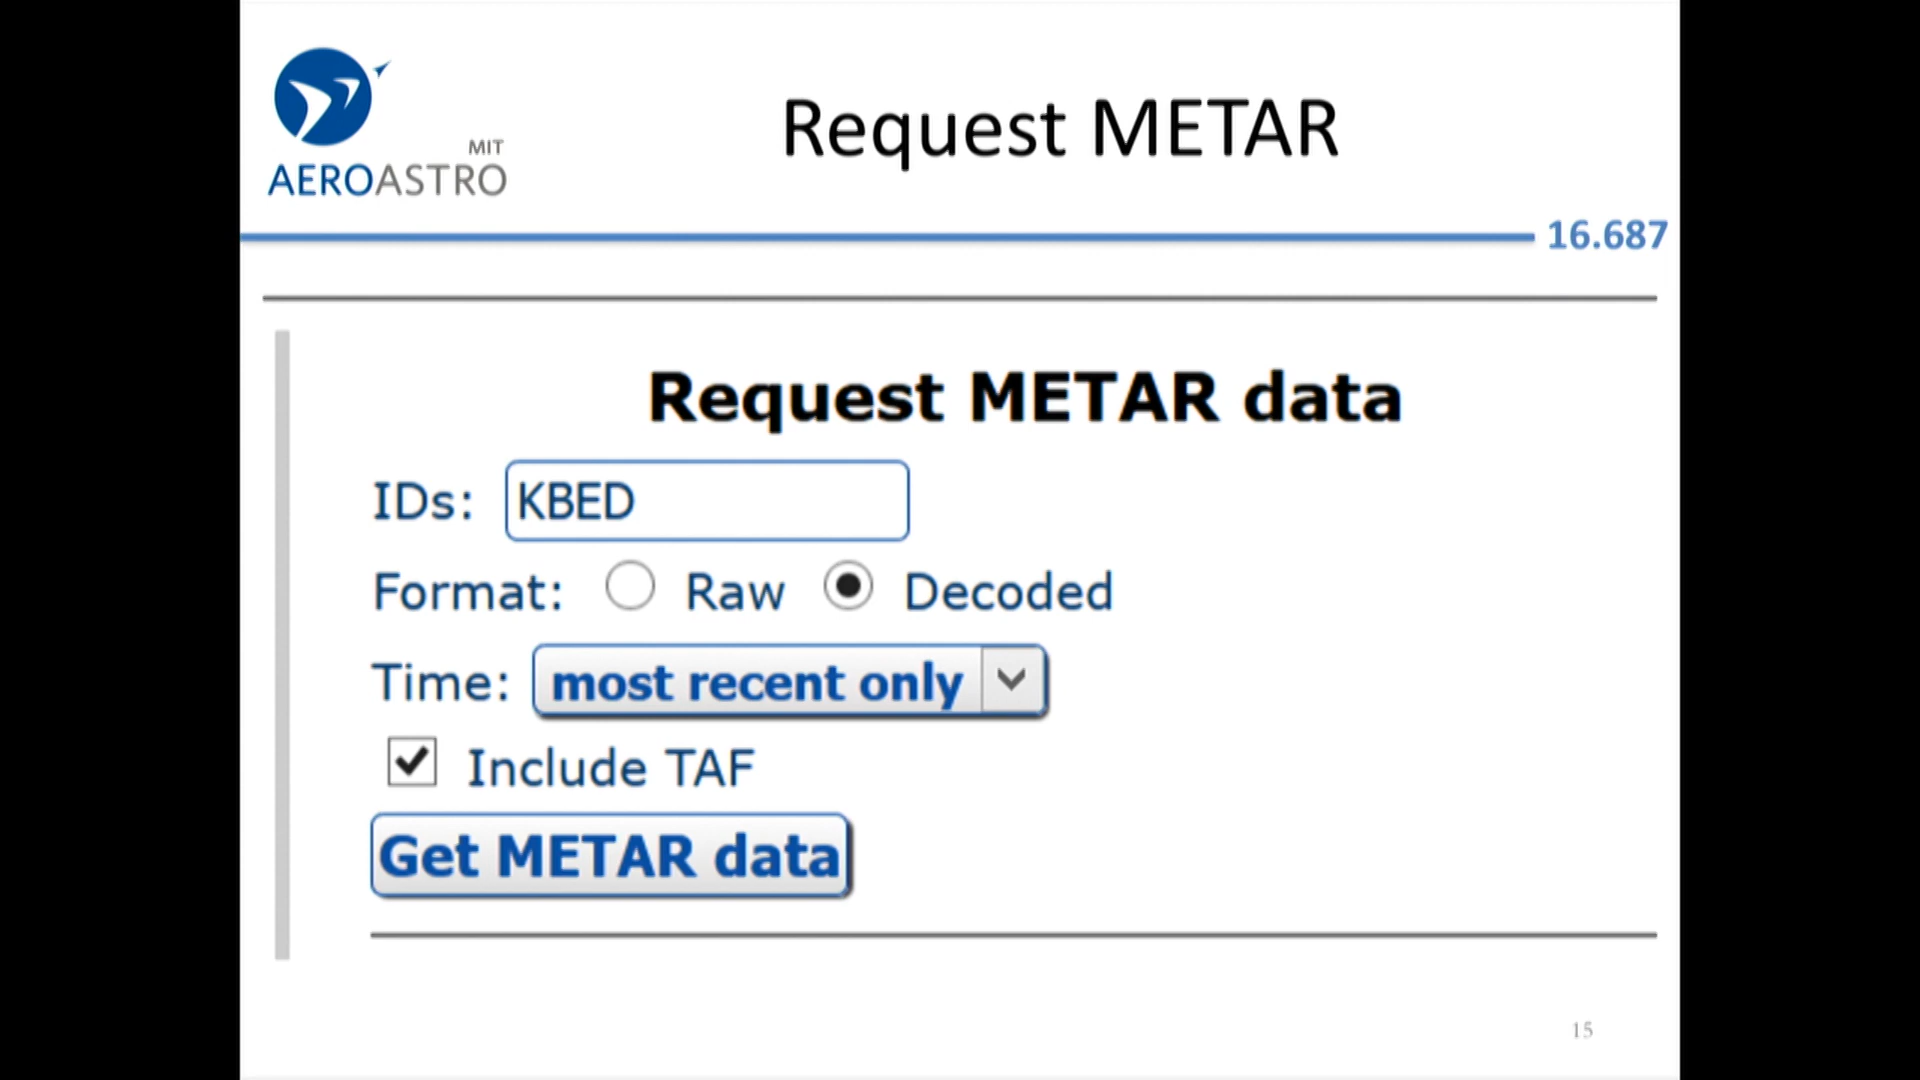 MIT
AEROASTRO
Request METAR
16.687
Request METAR data
IDs: KBED
Format: Raw Decoded
Time: most recent only
Include TAF
Get METAR data
15